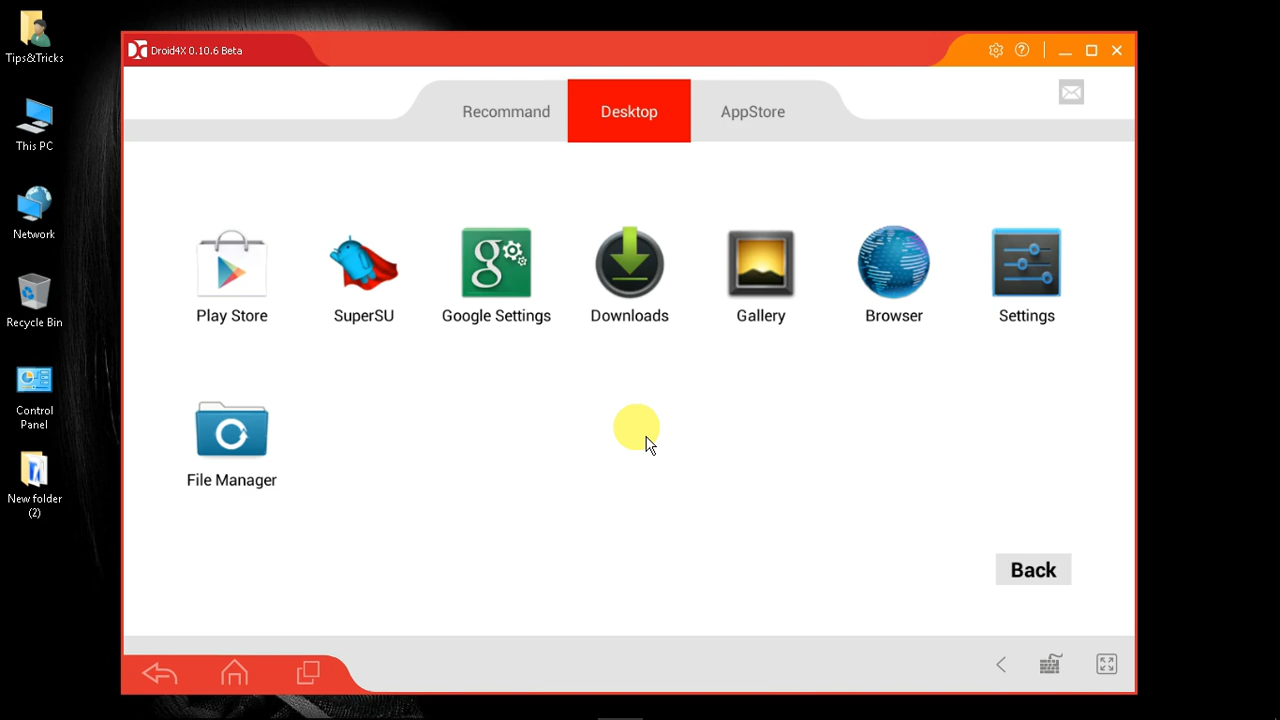 Tips&Tricks
This PC
Network
Recycle Bin
Control
Panel
New folder
(2)
Droid4X 0.10.6 Beta
Recommand
Desktop
AppStore
Play Store
SuperSU
Google Settings
Downloads
Gallery
Browser
Settings
File Manager
Back